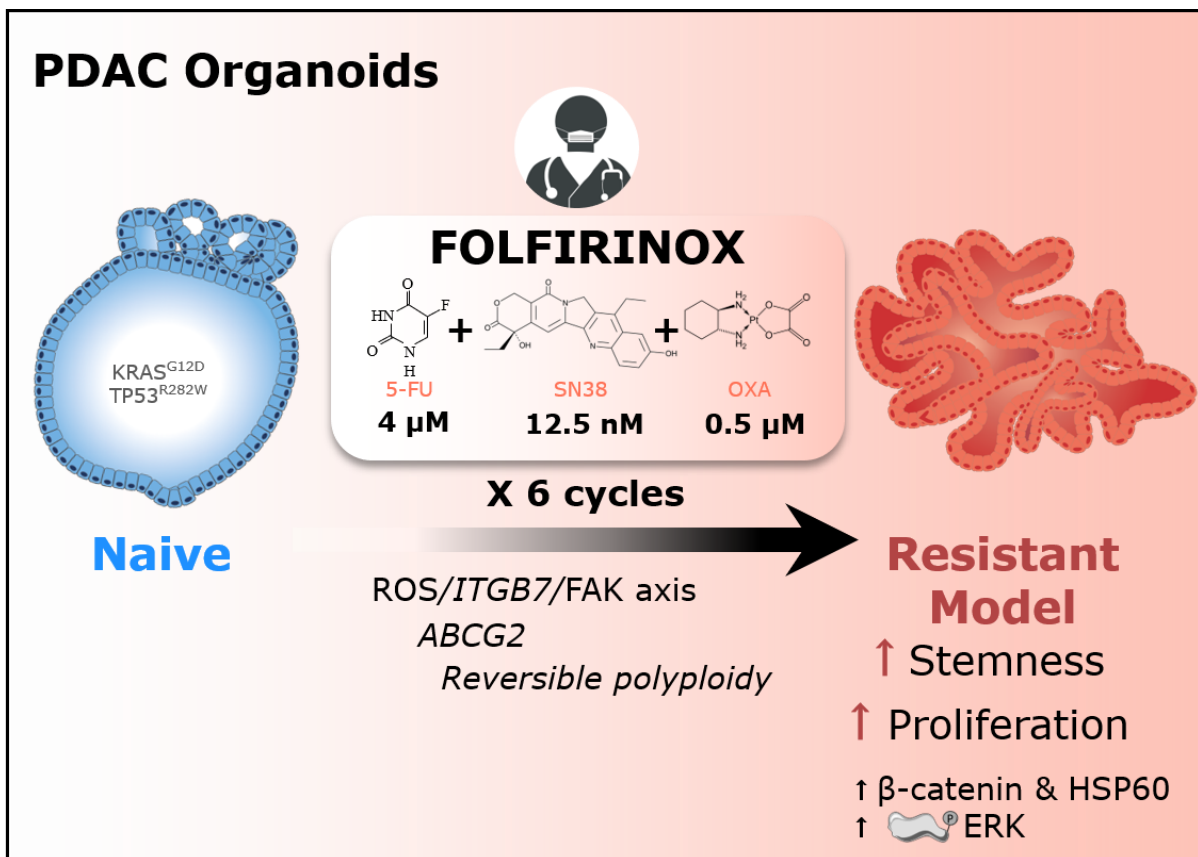 PDAC Organoids
FOLFIRINOX
O
F
HN
O
N
H
O
N
O
O
OH
N
OH
H₂
N
O
O
Pt
N
H₂
O
O
+
+
5-FU
SN38
OXA
4 µM
12.5 nM
0.5 µM
KRASG12D
TP53R282W
X 6 cycles
Naive
ROS/ITGB7/FAK axis
ABCG2
Reversible polyploidy
Resistant
Model
↑ Stemness
↑ Proliferation
↑ β-catenin & HSP60
↑ P ERK